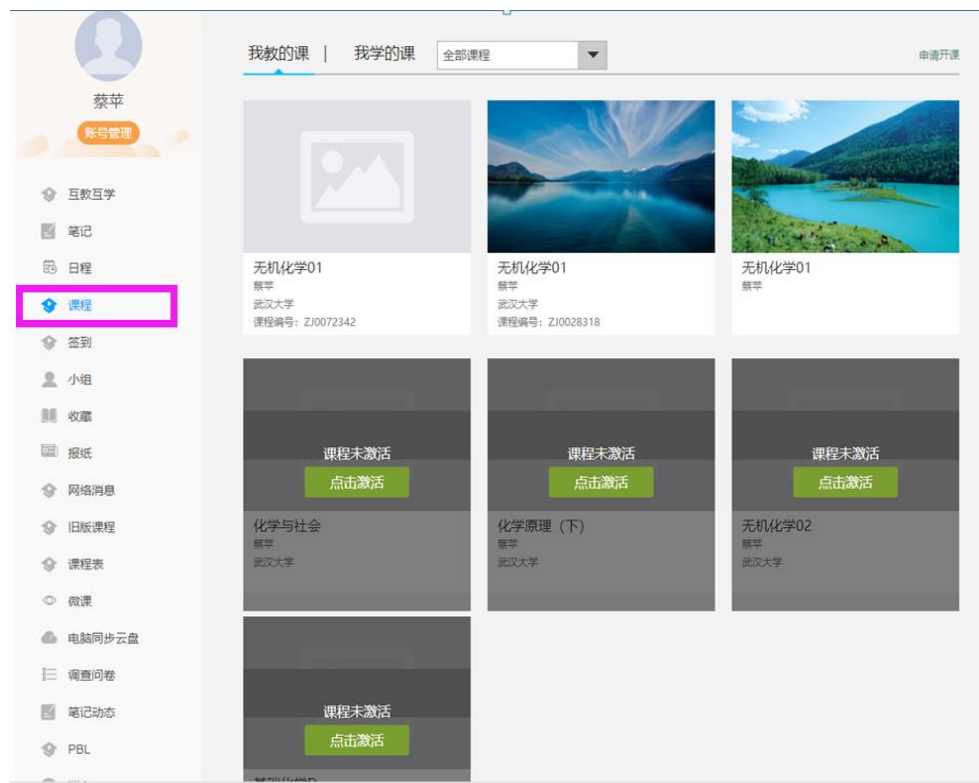 蔡苹
账号管理
互教互学
笔记
日程
课程
签到
小组
收藏
报纸
网络消息
旧版课程
课程表
微课
电脑同步云盘
调查问卷
笔记动态
PBL
我教的课 | 我学的课 全部课程 申请开课
无机化学01
蔡苹
武汉大学
课程编号：ZJ0072342
无机化学01
蔡苹
武汉大学
课程编号：ZJ0028318
无机化学01
蔡苹
课程未激活
点击激活
化学与社会
蔡苹
武汉大学
课程未激活
点击激活
化学原理（下）
蔡苹
武汉大学
课程未激活
点击激活
无机化学02
蔡苹
武汉大学
课程未激活
点击激活